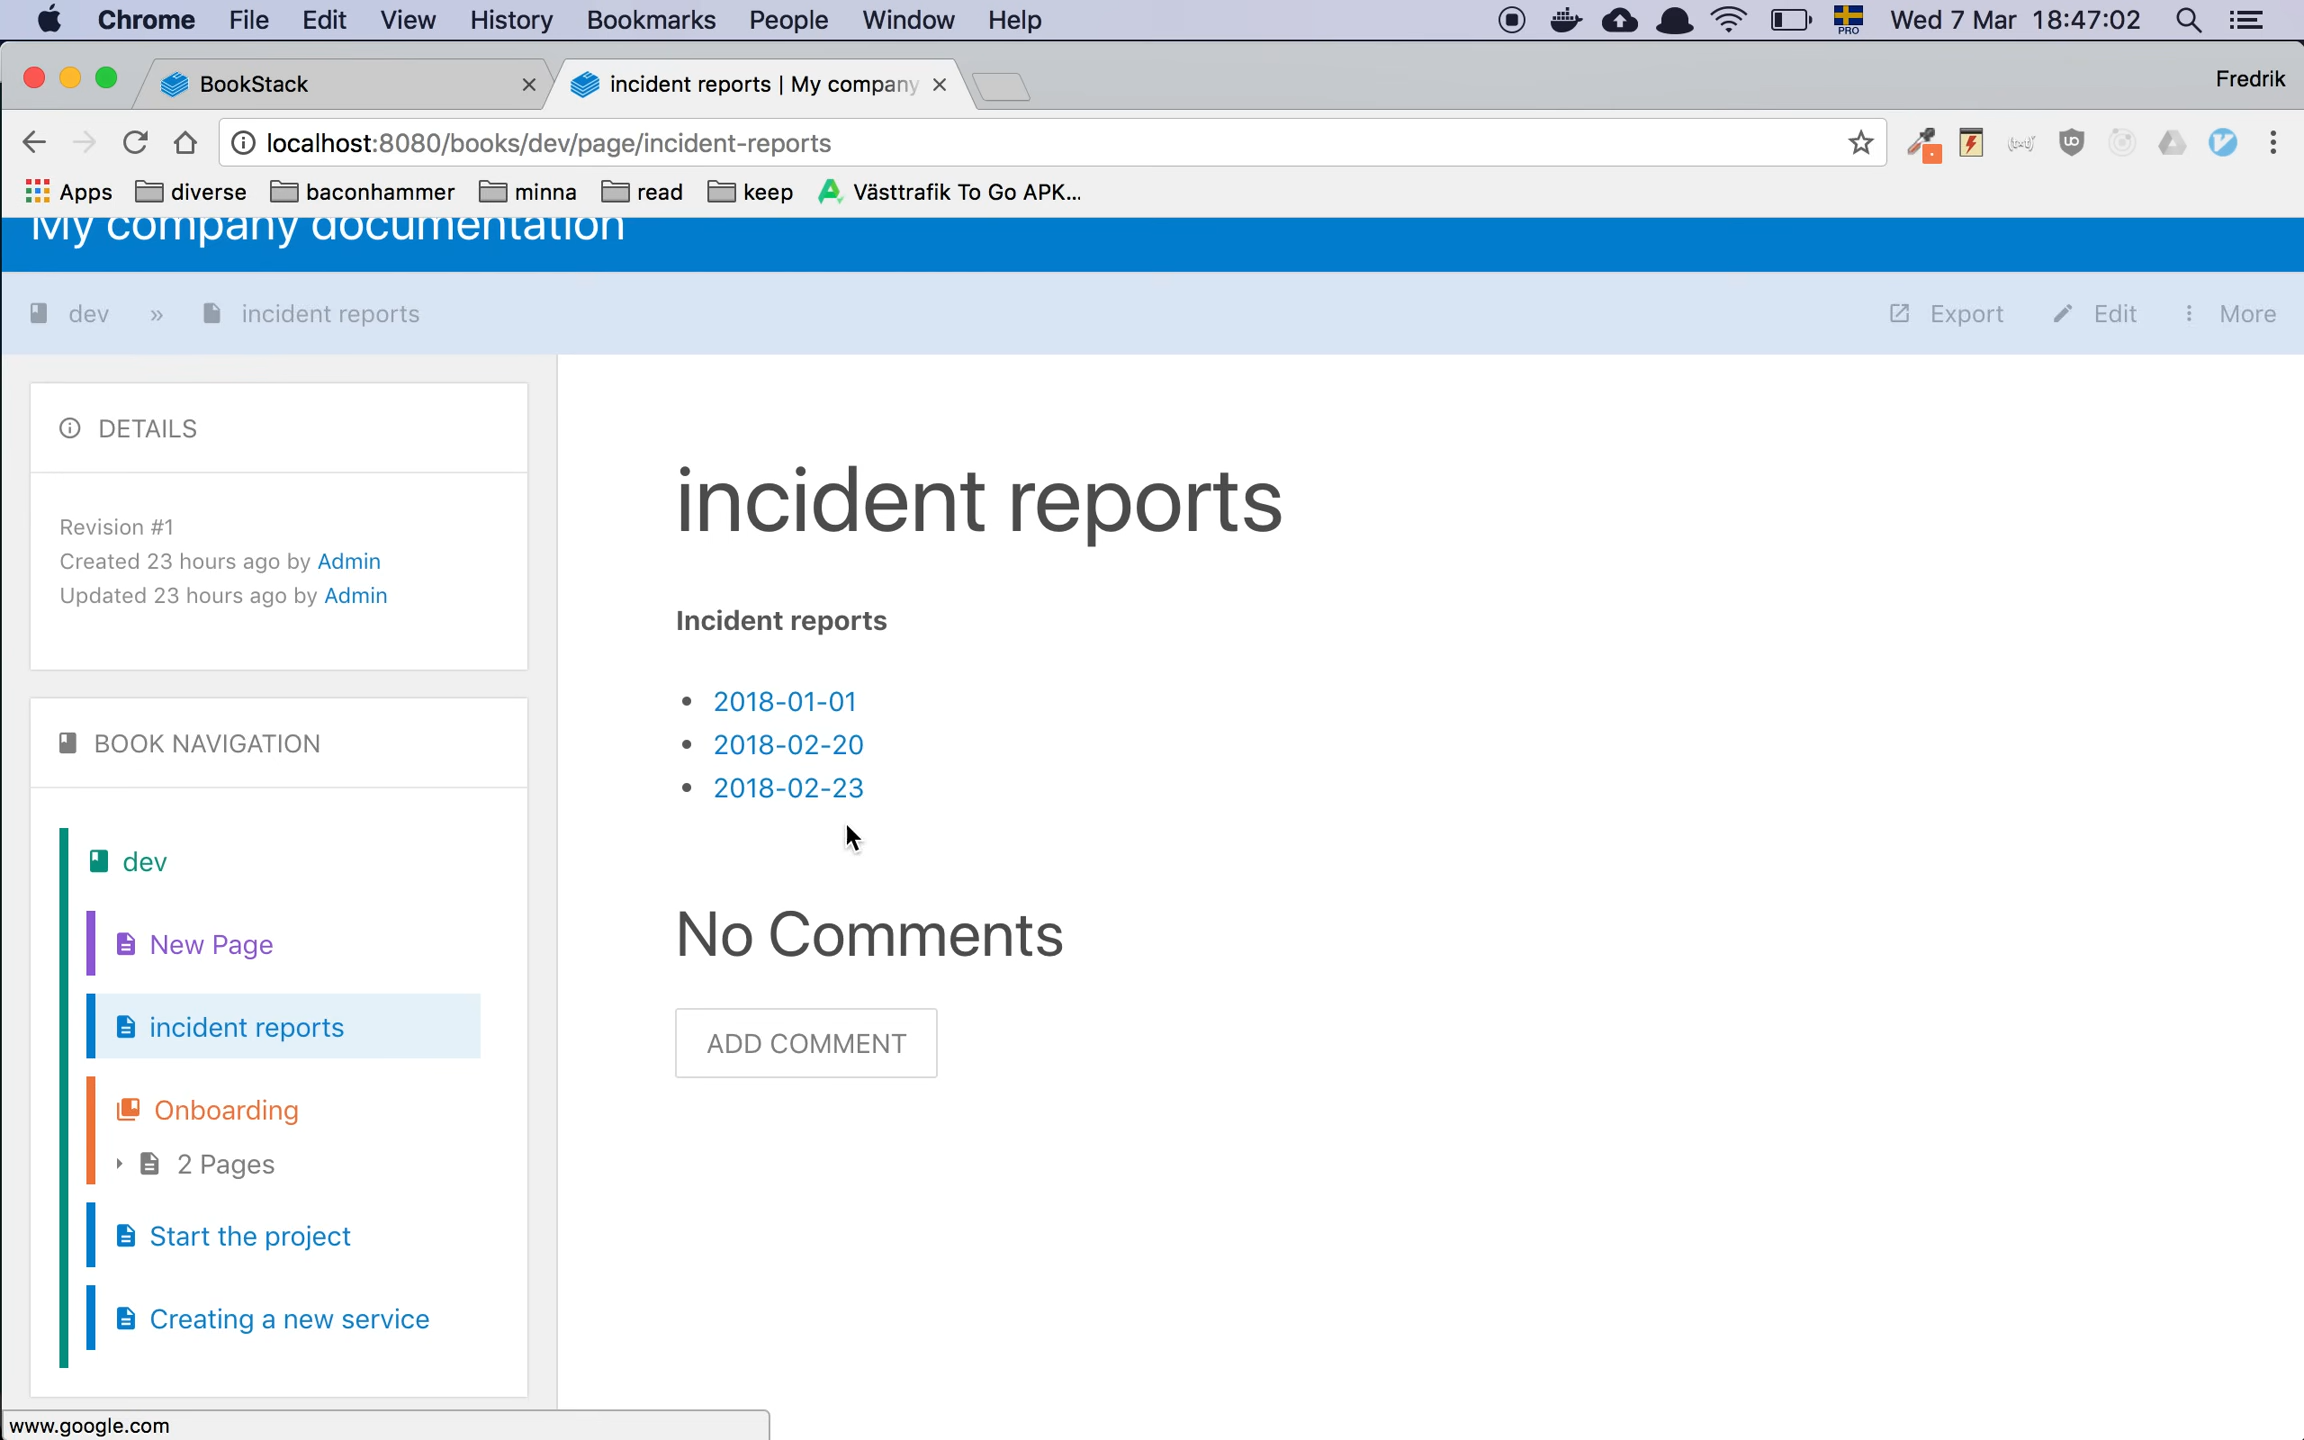 Chrome File Edit View History Bookmarks People Window Help PRO Wed 7 Mar 18:47:02
BookStack incident reports | My company Fredrik
localhost:8080/books/dev/page/incident-reports
Apps diverse baconhammer minna read keep Västtrafik To Go APK...
My company documentation
dev » incident reports Export Edit More
DETAILS
Revision #1
Created 23 hours ago by Admin
Updated 23 hours ago by Admin
BOOK NAVIGATION
dev
New Page
incident reports
Onboarding
2 Pages
Start the project
Creating a new service
incident reports
Incident reports
2018-01-01
2018-02-20
2018-02-23
No Comments
ADD COMMENT
www.google.com